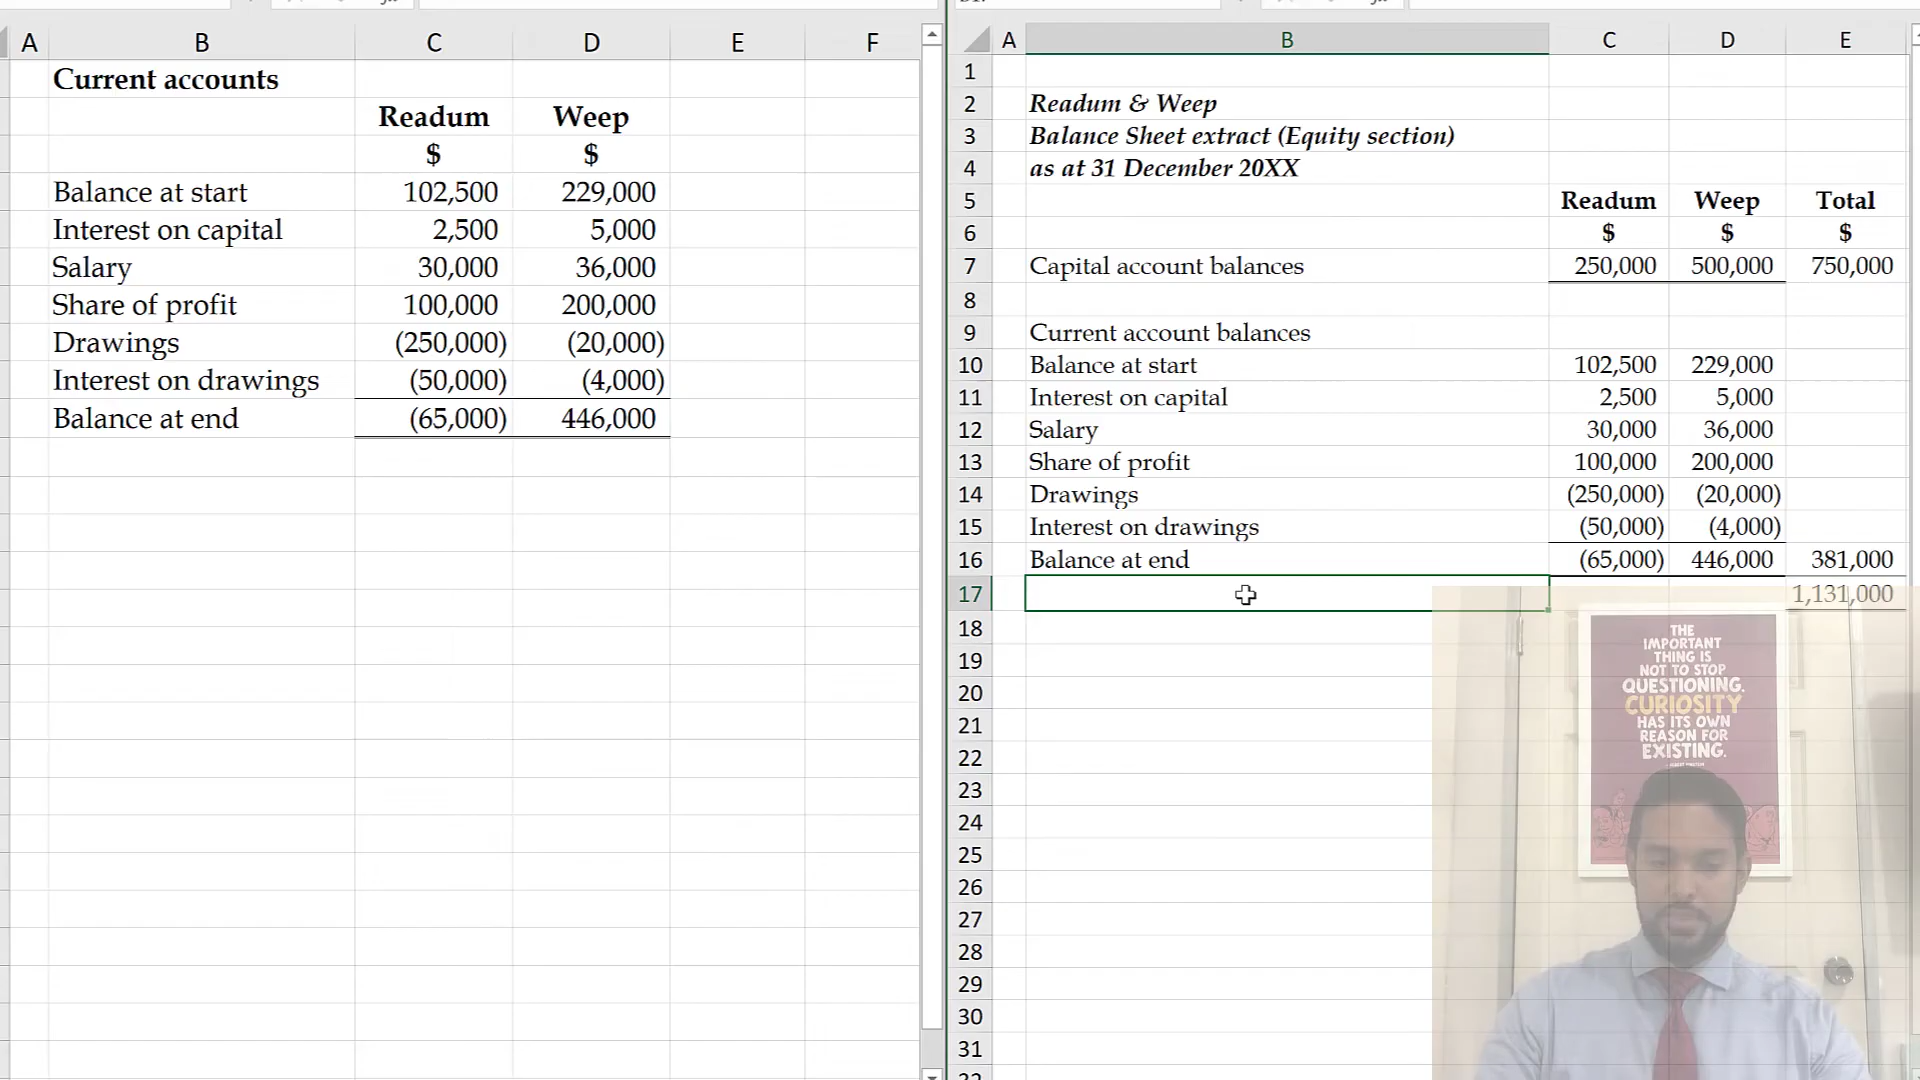 A B C D E F
Current accounts
Readum Weep
$ $
Balance at start 102,500 229,000
Interest on capital 2,500 5,000
Salary 30,000 36,000
Share of profit 100,000 200,000
Drawings (250,000) (20,000)
Interest on drawings (50,000) (4,000)
Balance at end (65,000) 446,000
A B C D E
1
2 Readum & Weep
3 Balance Sheet extract (Equity section)
4 as at 31 December 20XX
5 Readum Weep Total
6 $ $ $
7 Capital account balances 250,000 500,000 750,000
8
9 Current account balances
10 Balance at start 102,500 229,000
11 Interest on capital 2,500 5,000
12 Salary 30,000 36,000
13 Share of profit 100,000 200,000
14 Drawings (250,000) (20,000)
15 Interest on drawings (50,000) (4,000)
16 Balance at end (65,000) 446,000 381,000
17 1,131,000
18
19
20
21
22
23
24
25
26
27
28
29
30
31
THE
IMPORTANT
THING IS
NOT TO STOP
QUESTIONING.
CURIOSITY
HAS ITS OWN
REASON FOR
EXISTING.